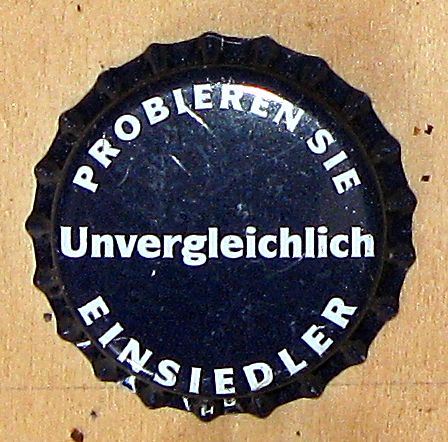 PROBIEREN SIE
Unvergleichlich
EINSIEDLER